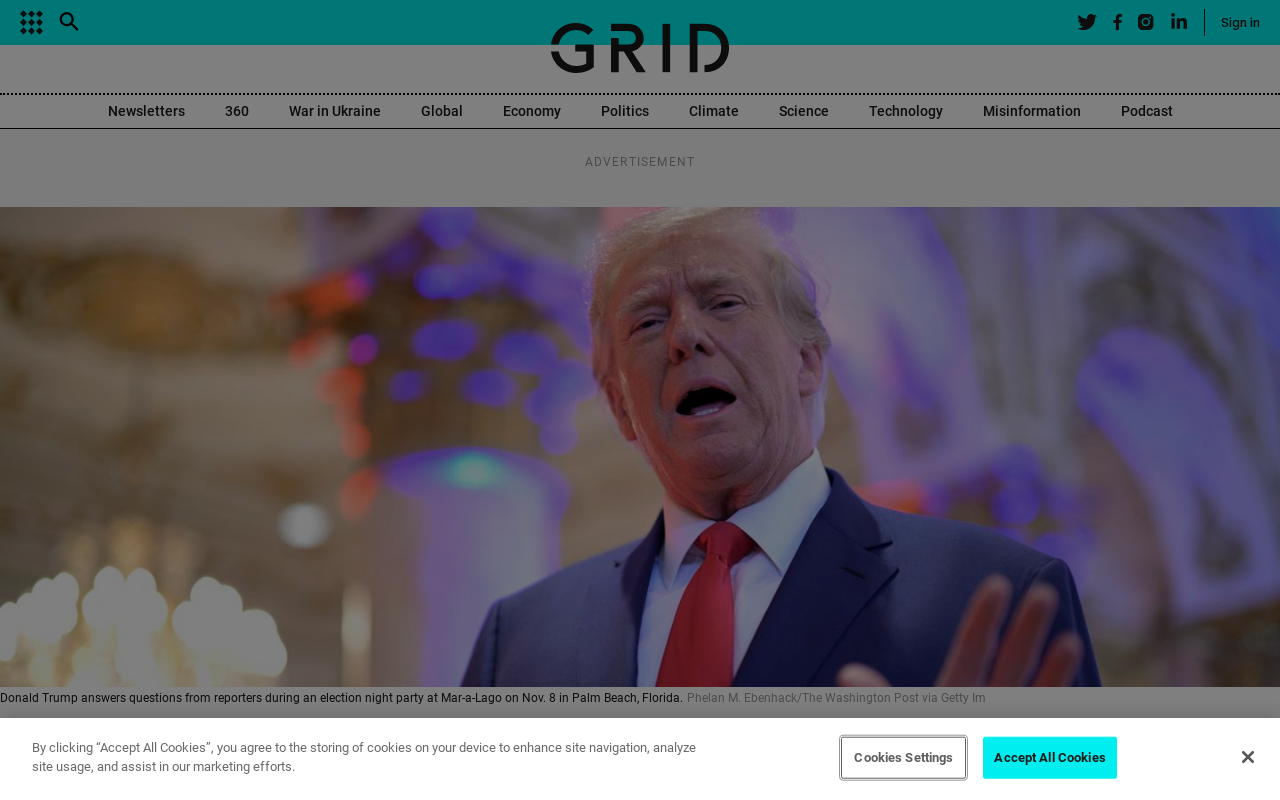 Sign in
GRID
Newsletters 360 War in Ukraine Global Economy Politics Climate Science Technology Misinformation Podcast
ADVERTISEMENT
Donald Trump answers questions from reporters during an election night party at Mar-a-Lago on Nov. 8 in Palm Beach, Florida. Phelan M. Ebenhack/The Washington Post via Getty Im
By clicking “Accept All Cookies”, you agree to the storing of cookies on your device to enhance site navigation, analyze
site usage, and assist in our marketing efforts.
Cookies Settings
Accept All Cookies